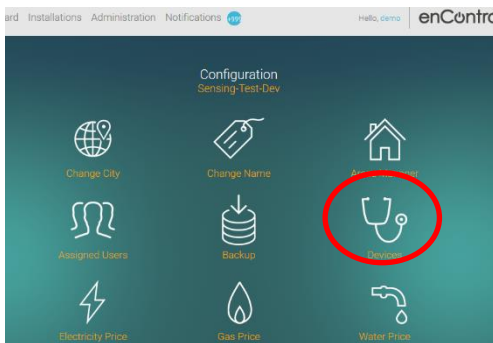 ard Installations Administration Notifications +99
Hello, demo
enContro
Configuration
Sensing-Test-Dev
Change City
Change Name
Assigned Users
Backup
Devices
Electricity Price
Gas Price
Water Price